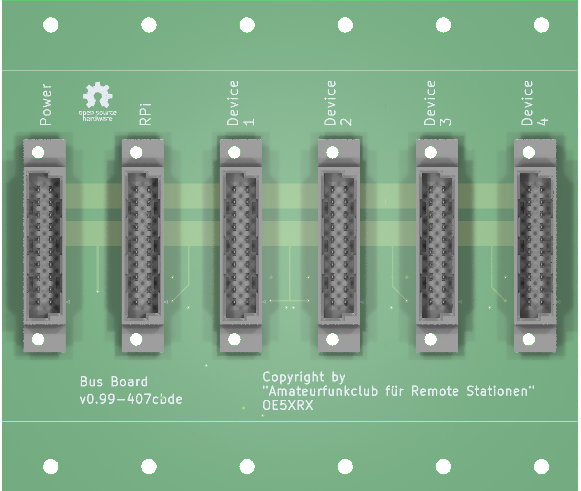 Power
open source
hardware
RPi
Device
1
Device
2
Device
3
Device
4
Bus Board
v0.99-407cbde
Copyright by
"Amateurfunkclub für Remote Stationen"
OE5XRX